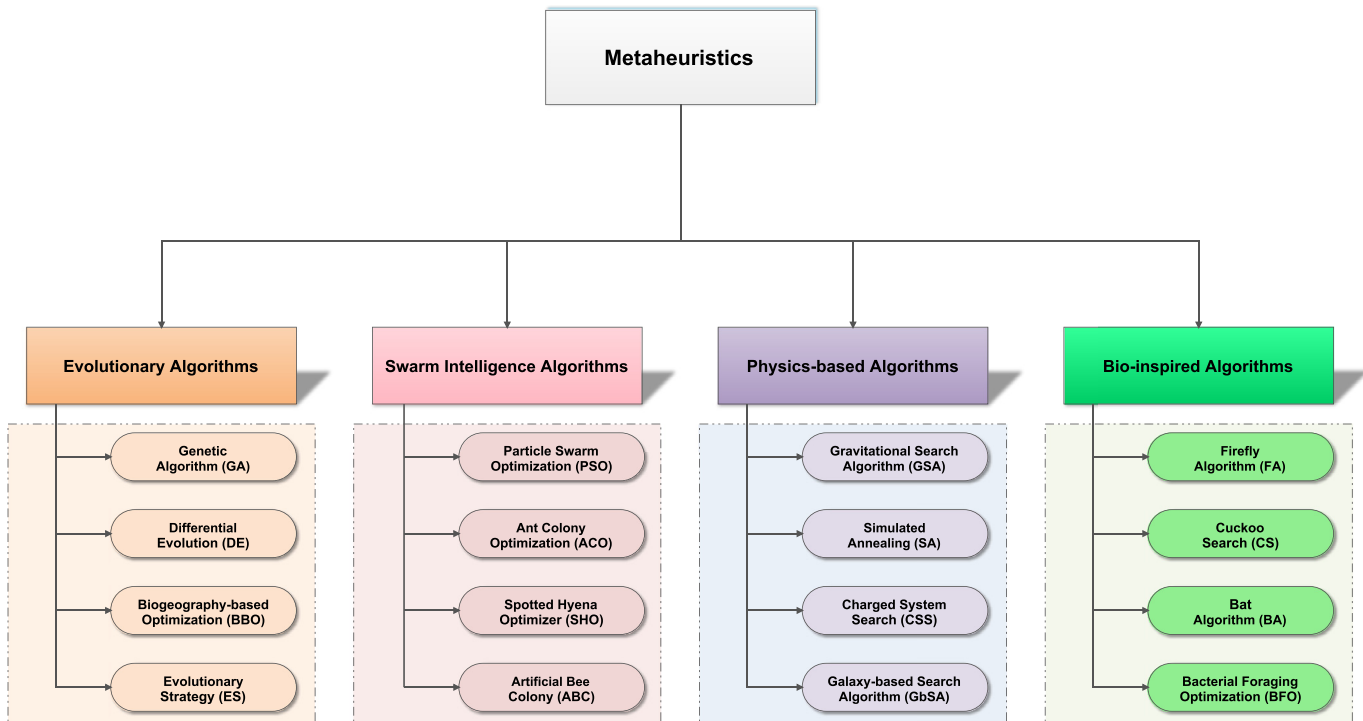 Metaheuristics
Evolutionary Algorithms
Swarm Intelligence Algorithms
Physics-based Algorithms
Bio-inspired Algorithms
Genetic
Algorithm (GA)
Differential
Evolution (DE)
Biogeography-based
Optimization (BBO)
Evolutionary
Strategy (ES)
Particle Swarm
Optimization (PSO)
Ant Colony
Optimization (ACO)
Spotted Hyena
Optimizer (SHO)
Artificial Bee
Colony (ABC)
Gravitational Search
Algorithm (GSA)
Simulated
Annealing (SA)
Charged System
Search (CSS)
Galaxy-based Search
Algorithm (GbSA)
Firefly
Algorithm (FA)
Cuckoo
Search (CS)
Bat
Algorithm (BA)
Bacterial Foraging
Optimization (BFO)